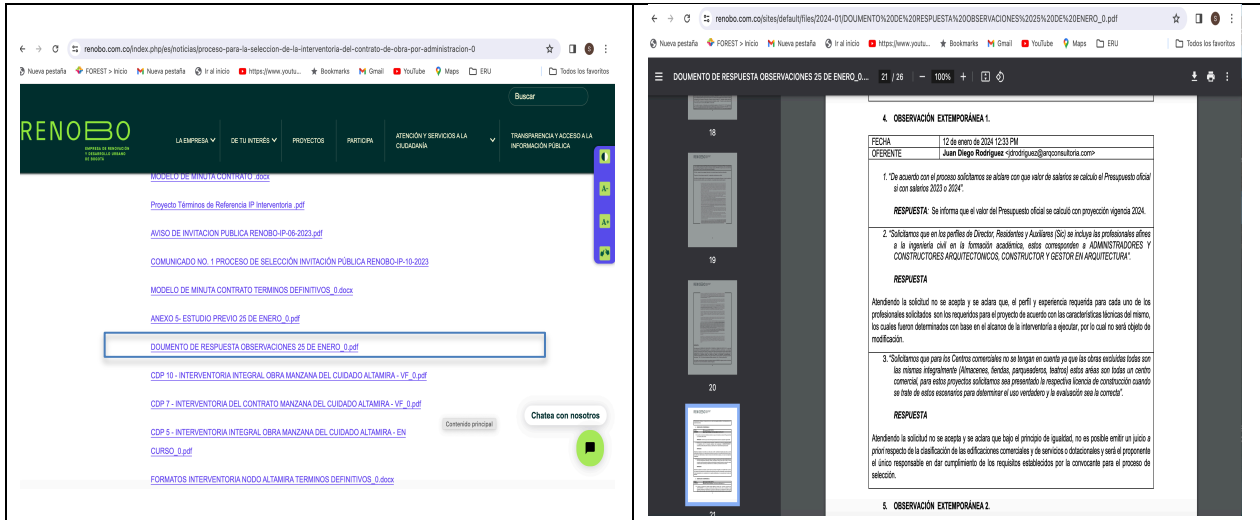 renobo.com.co/index.php/es/noticias/proceso-para-la-seleccion-de-la-interventoria-del-contrato-de-obra-por-administracion-0
S
Nueva pestaña FOREST > Inicio Nueva pestaña Ir al inicio https://www.youtu... Bookmarks Gmail YouTube Maps ERU Todos los favoritos
Buscar
RENOBO
EMPRESA DE RENOVACIÓN
Y DESARROLLO URBANO
DE BOGOTÁ
LA EMPRESA DE TU INTERÉS PROYECTOS PARTICIPA ATENCIÓN Y SERVICIOS A LA
CIUDADANÍA
TRANSPARENCIA Y ACCESO A LA
INFORMACIÓN PÚBLICA
A-
A+
MODELO DE MINUTA CONTRATO .docx
Proyecto Términos de Referencia IP Interventoria .pdf
AVISO DE INVITACION PUBLICA RENOBO-IP-06-2023.pdf
COMUNICADO NO. 1 PROCESO DE SELECCIÓN INVITACIÓN PÚBLICA RENOBO-IP-10-2023
MODELO DE MINUTA CONTRATO TERMINOS DEFINITIVOS_0.docx
ANEXO 5- ESTUDIO PREVIO 25 DE ENERO_0.pdf
DOUMENTO DE RESPUESTA OBSERVACIONES 25 DE ENERO_0.pdf
CDP 10 - INTERVENTORIA INTEGRAL OBRA MANZANA DEL CUIDADO ALTAMIRA - VF_0.pdf
CDP 7 - INTERVENTORIA DEL CONTRATO MANZANA DEL CUIDADO ALTAMIRA - VF_0.pdf
CDP 5 - INTERVENTORIA INTEGRAL OBRA MANZANA DEL CUIDADO ALTAMIRA - EN
CURSO_0.pdf
FORMATOS INTERVENTORIA NODO ALTAMIRA TERMINOS DEFINITIVOS_0.docx
Contenido principal
Chatea con nosotros
renobo.com.co/sites/default/files/2024-01/DOUMENTO%20DE%20RESPUESTA%20OBSERVACIONES%2025%20DE%20ENERO_0.pdf
S
Nueva pestaña FOREST > Inicio Nueva pestaña Ir al inicio https://www.youtu... Bookmarks Gmail YouTube Maps ERU Todos los favoritos
DOUMENTO DE RESPUESTA OBSERVACIONES 25 DE ENERO_0.... 21 / 26 100%
18
19
20
21
4. OBSERVACIÓN EXTEMPORÁNEA 1.
FECHA 12 de enero de 2024 12:33 PM
OFERENTE Juan Diego Rodriguez <jdrodriguez@arqconsultoria.com>
1. "De acuerdo con el proceso solicitamos se aldare con que valor de salarios se calculo el Presupuesto oficial
si con salarios 2023 o 2024".
RESPUESTA: Se informa que el valor del Presupuesto oficial se calculó con proyección vigencia 2024.
2. "Solicitamos que en los perfiles de Director, Residentes y Auxiliares (Sic) se incluya las profesionales afines
a la ingeniería civil en la formación académica, estos corresponden a ADMINISTRADORES Y
CONSTRUCTORES ARQUITECTONICOS, CONSTRUCTOR Y GESTOR EN ARQUITECTURA".
RESPUESTA
Atendiendo la solicitud no se acepta y se adara que, el perfil y experiencia requerida para cada uno de los
profesionales solicitados son los requeridos para el proyecto de acuerdo con las características técnicas del mismo,
los cuales fueron determinados con base en el alcance de la interventoría a ejecutar, por lo cual no será objeto de
modificación.
3. "Solicitamos que para los Centros comerciales no se tengan en cuenta ya que las obras excluidas todas son
las mismas integralmente (Almacenes, tiendas, parqueaderos, teatros) estos aréas son todas un centro
comercial, para estos proyectos solicitamos sea presentado la respectiva licencia de construcción cuando
se trate de estos escenarios para determinar el uso verdadero y la evaluación sea la correcta".
RESPUESTA
Atendiendo la solicitud no se acepta y se adara que bajo el principio de igualdad, no es posible emitir un juicio a
priori respecto de la clasificación de las edificaciones comerciales y de servicios o dotacionales y será el proponente
el único responsable en dar cumplimiento de los requisitos establecidos por la convocante para el proceso de
selección.
5. OBSERVACIÓN EXTEMPORÁNEA 2.